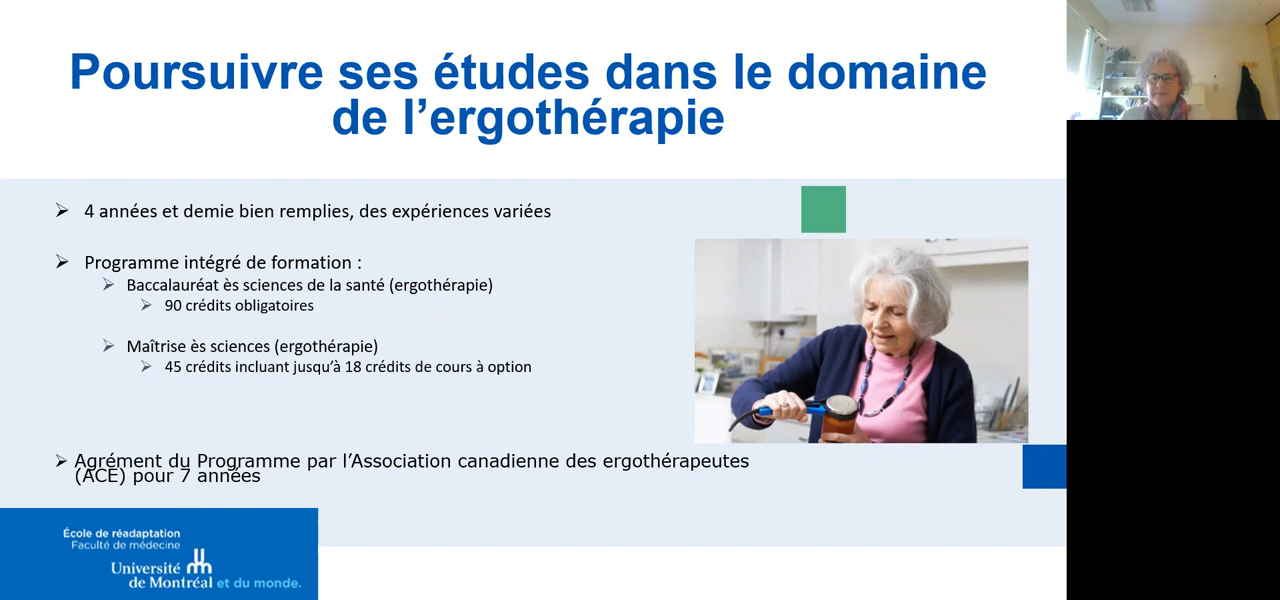 Poursuivre ses études dans le domaine
de l’ergothérapie
4 années et demie bien remplies, des expériences variées
Programme intégré de formation :
Baccalauréat ès sciences de la santé (ergothérapie)
90 crédits obligatoires
Maîtrise ès sciences (ergothérapie)
45 crédits incluant jusqu’à 18 crédits de cours à option
Agrément du Programme par l’Association canadienne des ergothérapeutes
(ACE) pour 7 années
École de réadaptation
Faculté de médecine
Université
de Montréal et du monde.